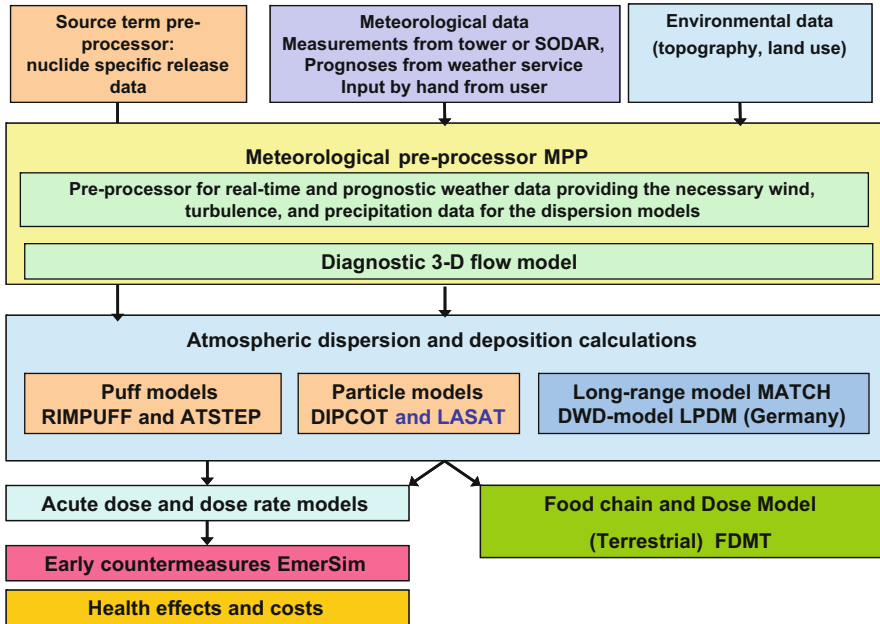 Source term pre-
processor:
nuclide specific release
data
Meteorological data
Measurements from tower or SODAR,
Prognoses from weather service
Input by hand from user
Environmental data
(topography, land use)
Meteorological pre-processor MPP
Pre-processor for real-time and prognostic weather data providing the necessary wind,
turbulence, and precipitation data for the dispersion models
Diagnostic 3-D flow model
Atmospheric dispersion and deposition calculations
Puff models
RIMPUFF and ATSTEP
Particle models
DIPCOT and LASAT
Long-range model MATCH
DWD-model LPDM (Germany)
Acute dose and dose rate models
Food chain and Dose Model
(Terrestrial) FDMT
Early countermeasures EmerSim
Health effects and costs